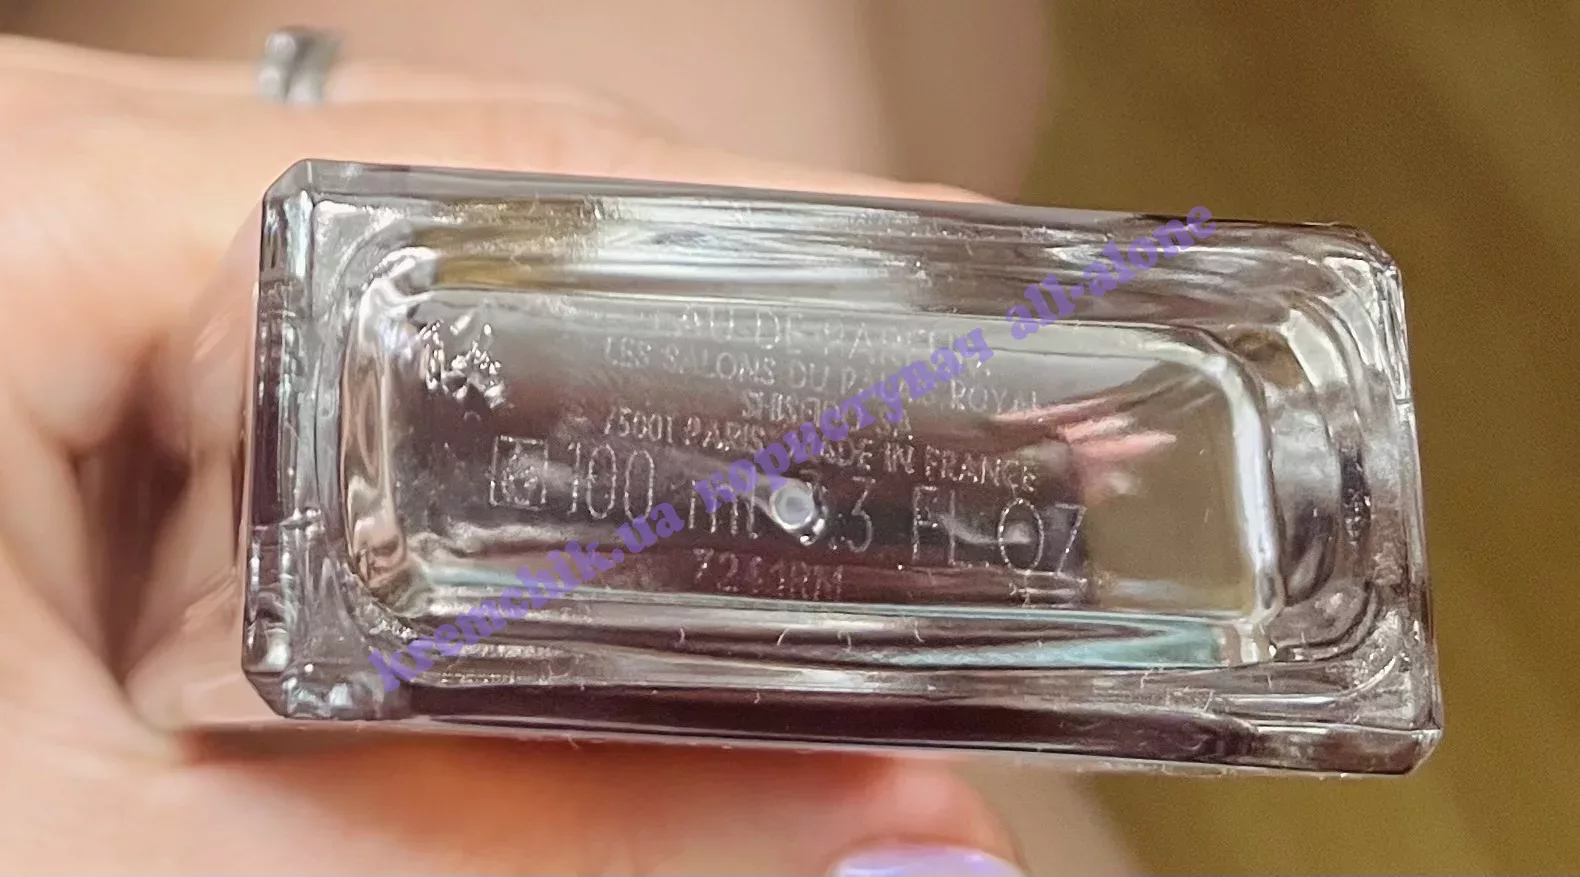 EAU DE PARFUM
LES SALONS DU PALAIS ROYAL
SHISEIDO
75001 PARIS MADE IN FRANCE
100 ml 3.3 FL.OZ
kremchik.ua користувач all-alone